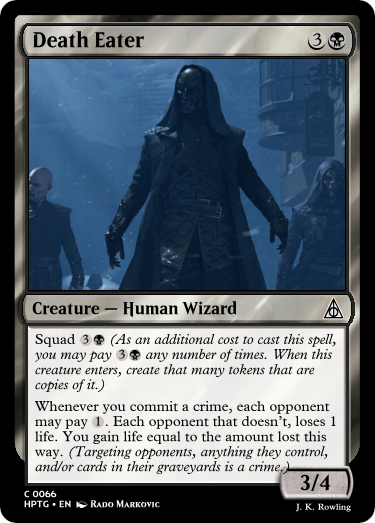 Death Eater 3
Creature — Human Wizard
Squad 3 (As an additional cost to cast this spell,
you may pay 3 any number of times. When this
creature enters, create that many tokens that are
copies of it.)
Whenever you commit a crime, each opponent
may pay 1. Each opponent that doesn't, loses 1
life. You gain life equal to the amount lost this
way. (Targeting opponents, anything they control,
and/or cards in their graveyards is a crime.)
3/4
C 0066
HPTG • EN Rado Markovic
J. K. Rowling